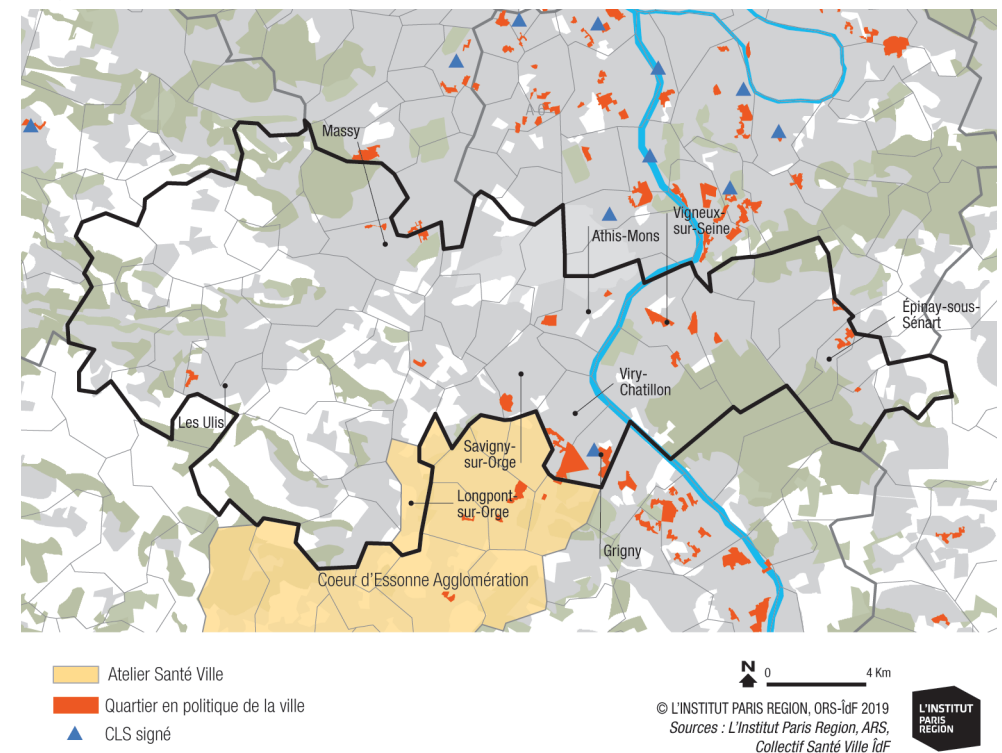 Massy
Athis-Mons
Vigneux-
sur-Seine
Épinay-sous-
Sénart
Viry-
Chatillon
Les Ulis
Savigny-
sur-Orge
Longpont-
sur-Orge
Grigny
Coeur d'Essonne Agglomération
Atelier Santé Ville
Quartier en politique de la ville
CLS signé
N
0 4 Km
© L'INSTITUT PARIS REGION, ORS-ÎdF 2019
Sources : L'Institut Paris Region, ARS,
Collectif Santé Ville ÎdF
L'INSTITUT
PARIS
REGION